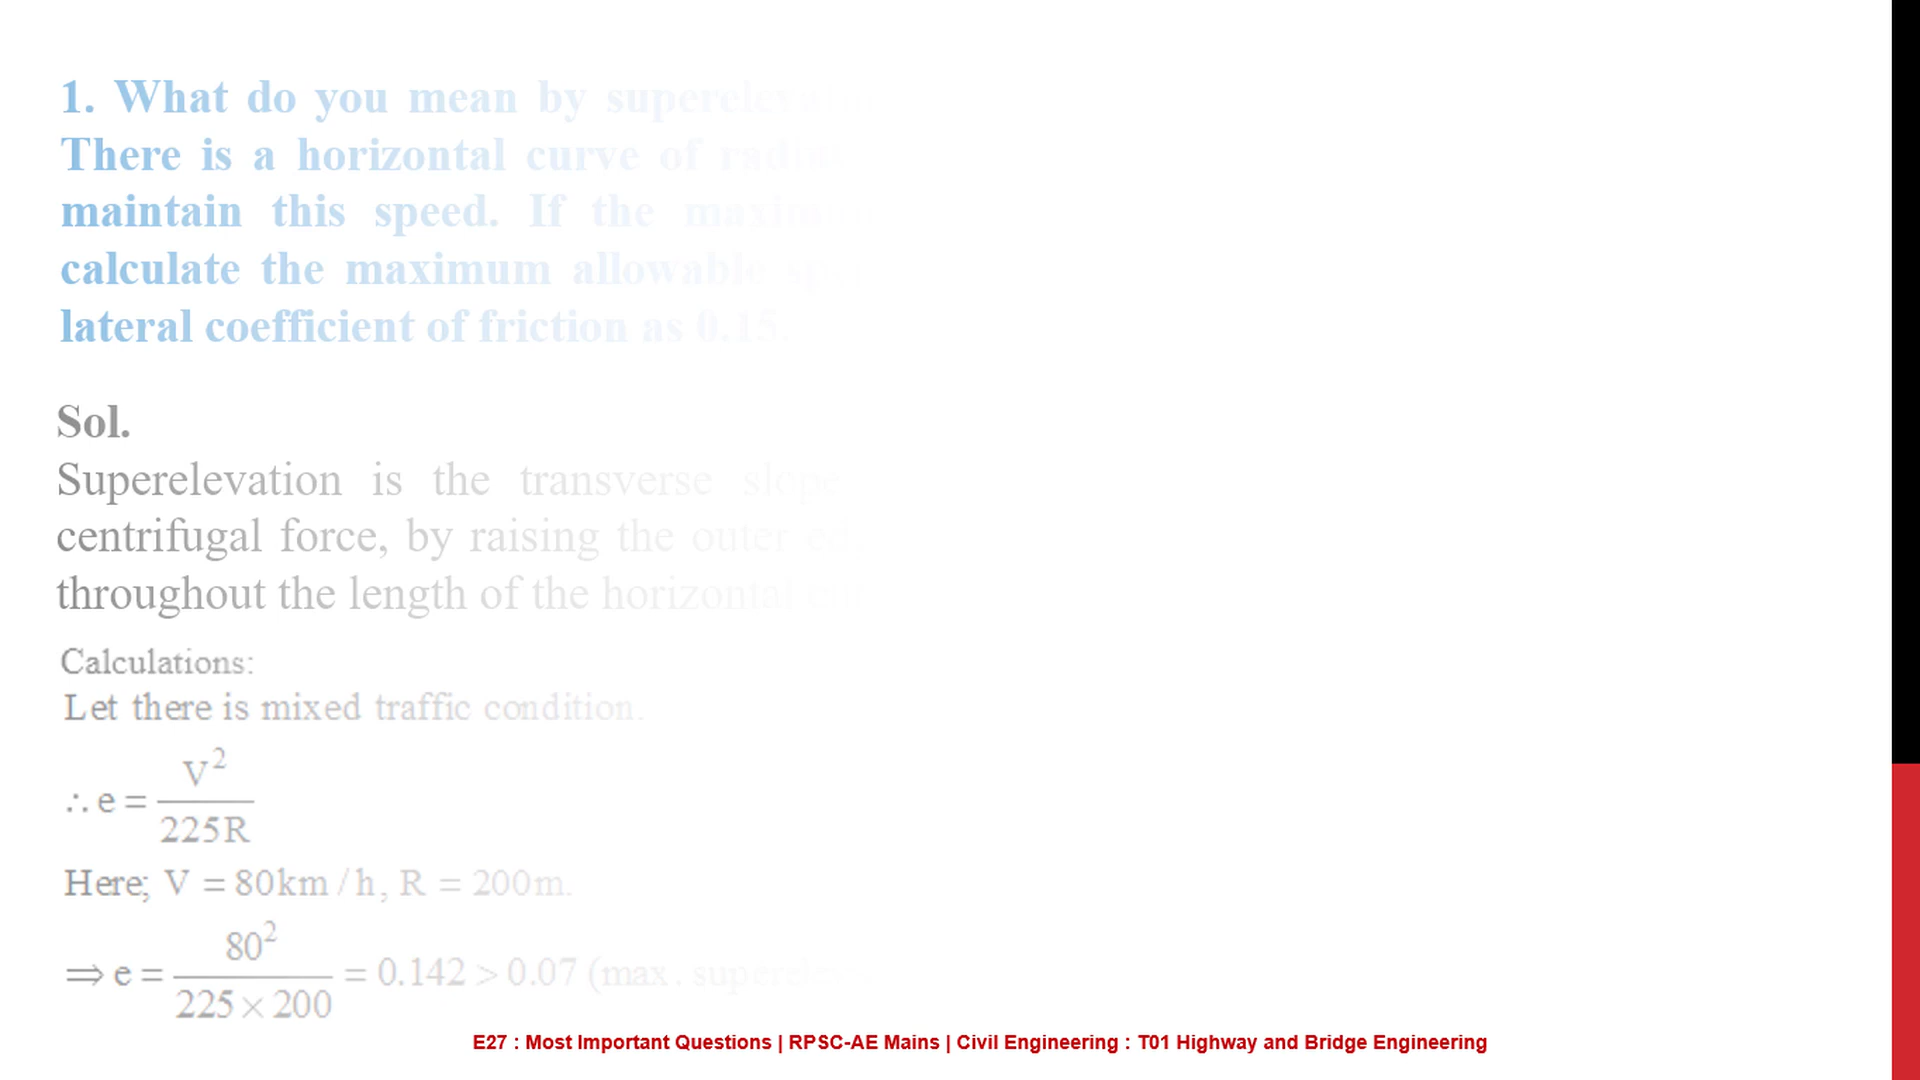 1. What do you mean by
There is a horizontal curve of
maintain this speed. If the
calculate the maximum allowable
lateral coefficient of friction as 0.15.
Sol.
Superelevation is the transverse slope
centrifugal force, by raising the outer
throughout the length of the horizontal
Calculations:
Let there is mixed traffic condition.
∴ e = V² / 225R
Here; V = 80km/h, R = 200m.
⇒ e = 80² / 225 × 200 = 0.142 > 0.07 (max.
E27 : Most Important Questions | RPSC-AE Mains | Civil Engineering : T01 Highway and Bridge Engineering